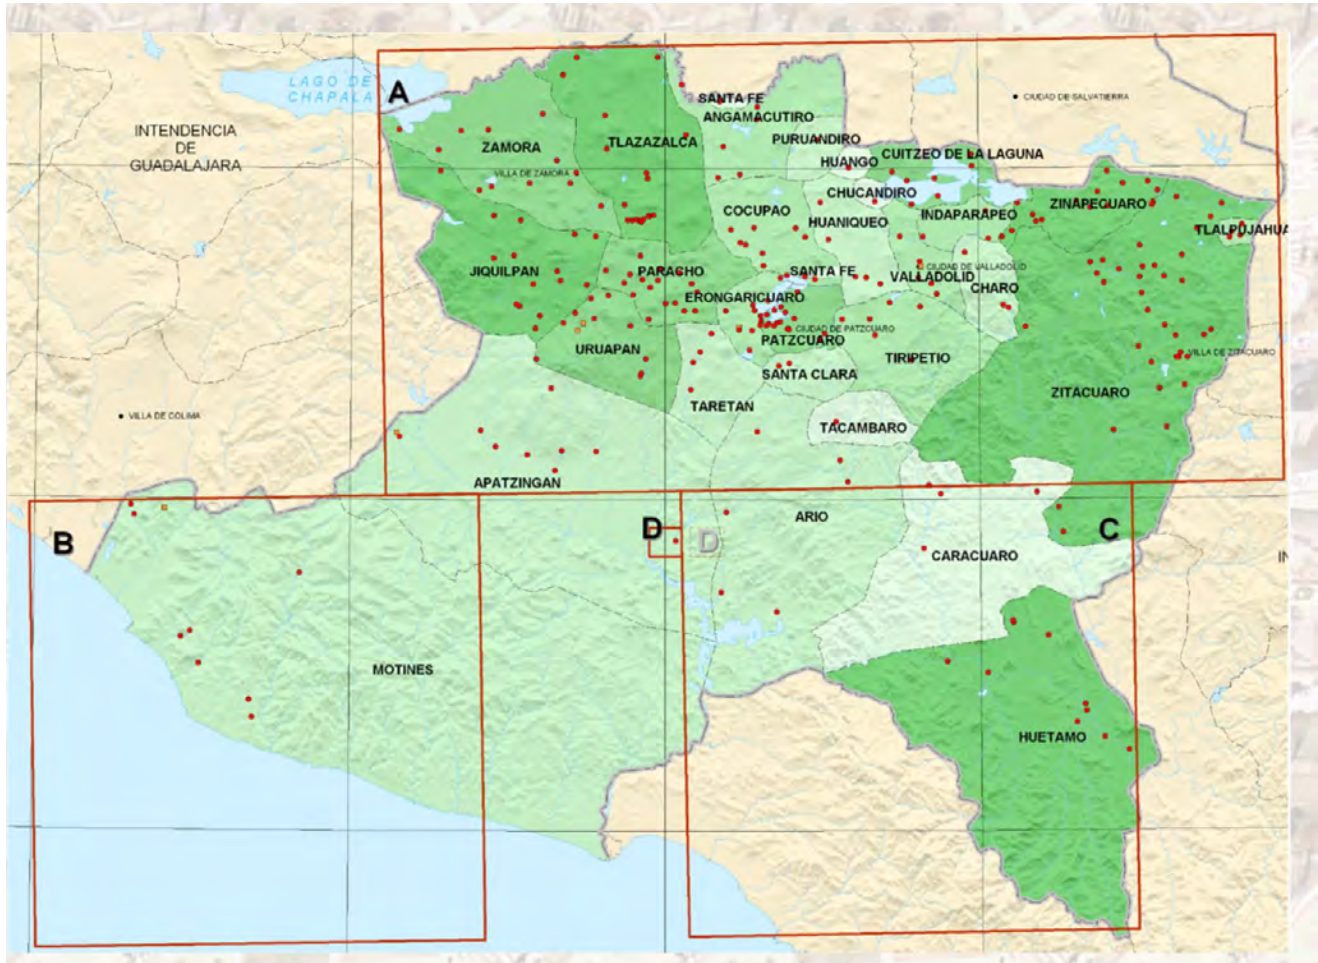 LAGO DE
CHAPALA
A
SANTA FE
CIUDAD DE SALVATIERRA
ANGAMACUTIRO
INTENDENCIA
DE
GUADALAJARA
ZAMORA
TLAZAZALCA
PURUANDIRO
HUANGO
CUITZEO DE LA LAGUNA
VILLA DE ZAMORA
CHUCANDIRO
COCUPAO
HUANIQUEO
INDAPARAPEO
ZINAPECUARO
TLALPUJAHUA
JIQUILPAN
PARACHO
SANTA FE
VALLADOLID
CIUDAD DE VALLADOLID
CHARO
ERONGARICUARO
CIUDAD DE PATZCUARO
PATZCUARO
URUAPAN
TIRIPETIO
VILLA DE ZITACUARO
SANTA CLARA
ZITACUARO
TARETAN
VILLA DE COLIMA
TACAMBARO
APATZINGAN
ARIO
B
D
D
C
CARACUARO
IN
MOTINES
HUETAMO